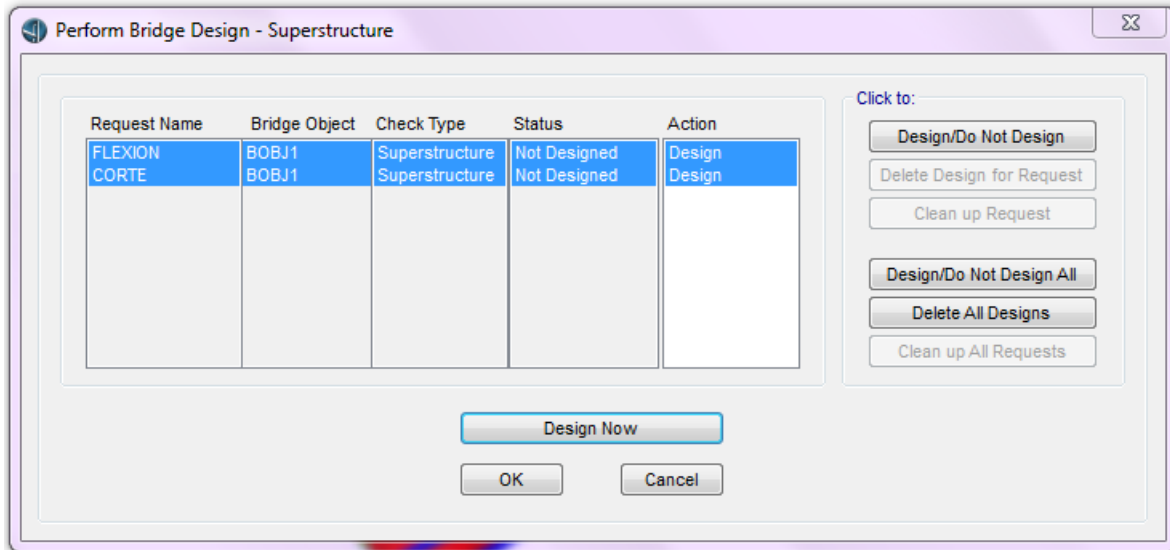 Perform Bridge Design - Superstructure
Click to:
Request Name Bridge Object Check Type Status Action
FLEXION BOBJ1 Superstructure Not Designed Design
CORTE BOBJ1 Superstructure Not Designed Design
Design/Do Not Design
Delete Design for Request
Clean up Request
Design/Do Not Design All
Delete All Designs
Clean up All Requests
Design Now
OK Cancel